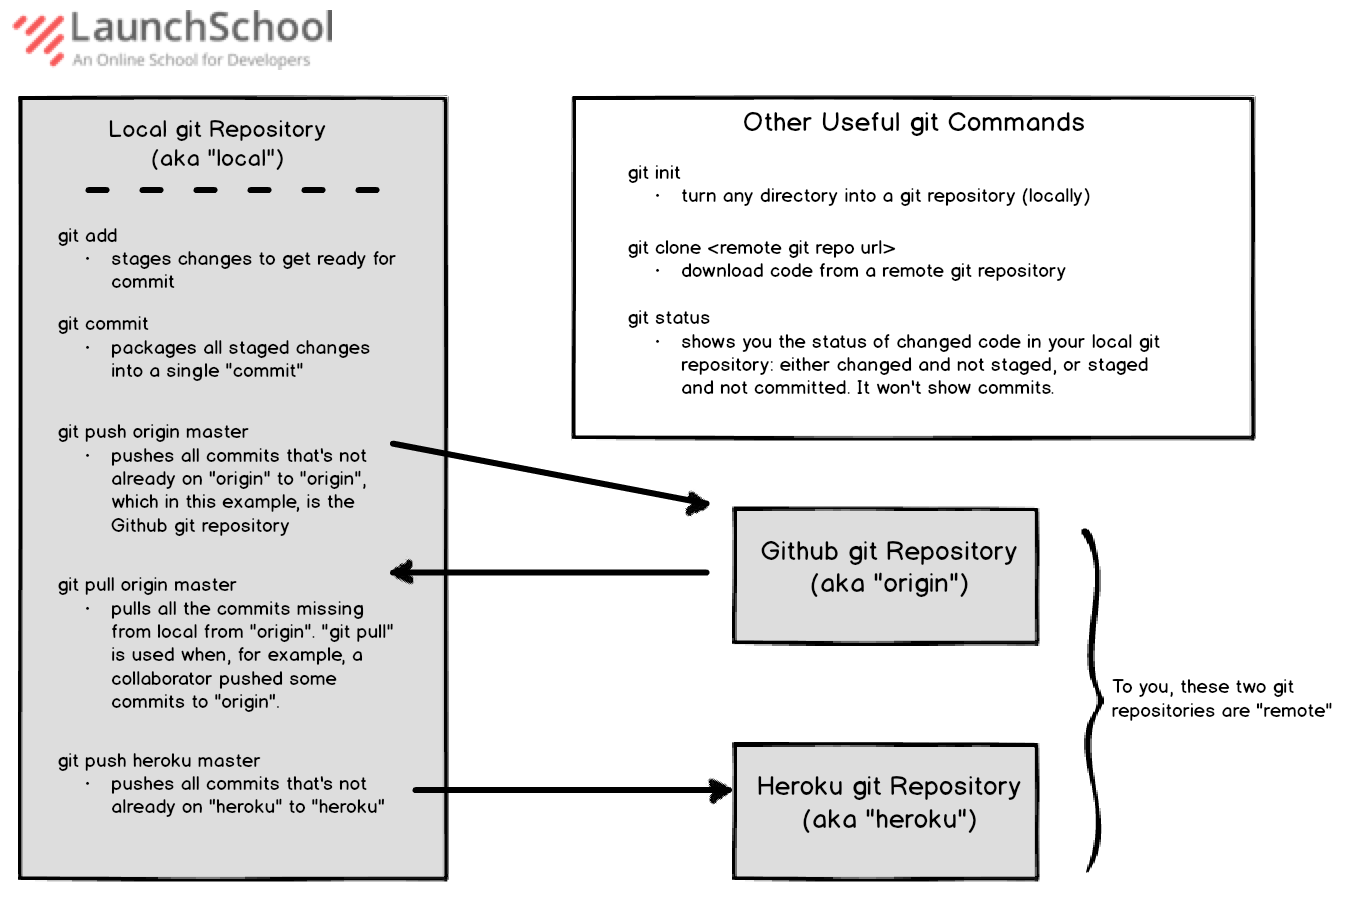 LaunchSchool
An Online School for Developers
Local git Repository
(aka "local")
git add
· stages changes to get ready for
commit
git commit
· packages all staged changes
into a single "commit"
git push origin master
· pushes all commits that's not
already on "origin" to "origin",
which in this example, is the
Github git repository
git pull origin master
· pulls all the commits missing
from local from "origin". "git pull"
is used when, for example, a
collaborator pushed some
commits to "origin".
git push heroku master
· pushes all commits that's not
already on "heroku" to "heroku"
Other Useful git Commands
git init
· turn any directory into a git repository (locally)
git clone <remote git repo url>
· download code from a remote git repository
git status
· shows you the status of changed code in your local git
repository: either changed and not staged, or staged
and not committed. It won't show commits.
Github git Repository
(aka "origin")
To you, these two git
repositories are "remote"
Heroku git Repository
(aka "heroku")